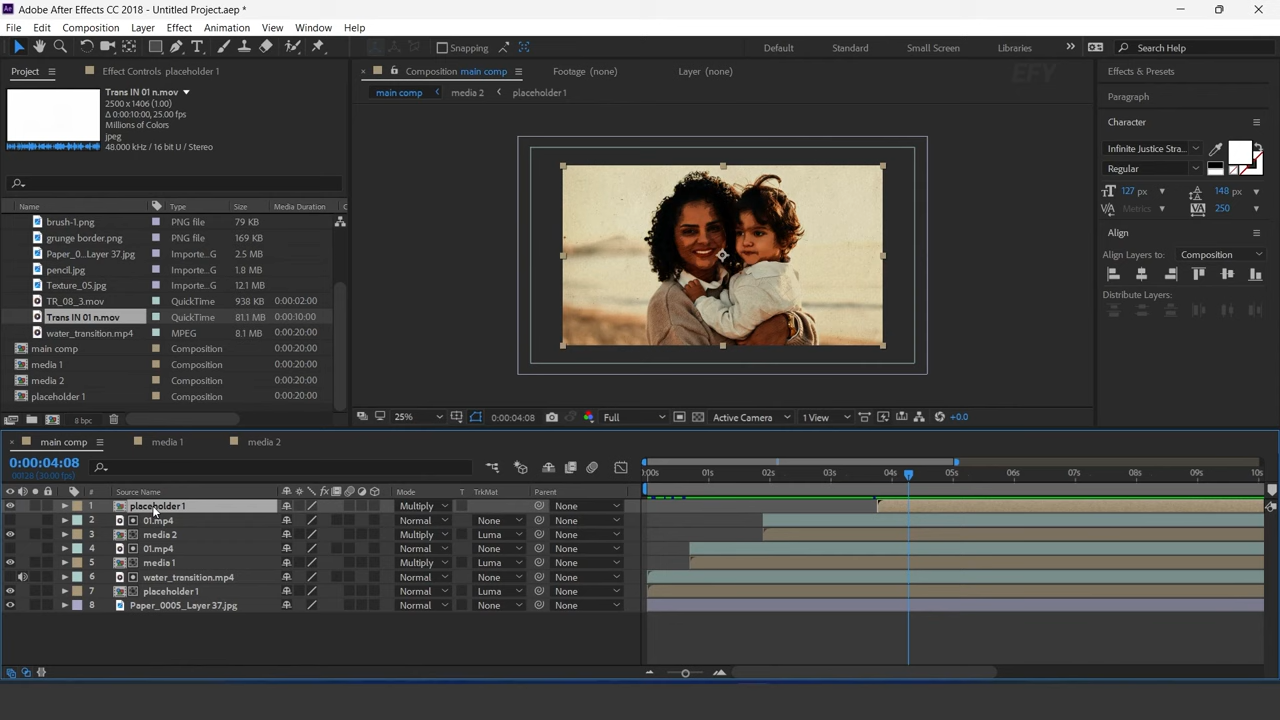 Adobe After Effects CC 2018 - Untitled Project.aep *
File Edit Composition Layer Effect Animation View Window Help
Snapping Default Standard Small Screen Libraries Search Help
Project Effect Controls placeholder 1
Composition main comp Footage (none) Layer (none)
EFY
main comp media 2 placeholder 1
Trans IN 01 n.mov
2500 x 1406 (1.00)
Δ 0:00:10:00, 25.00 fps
Millions of Colors
jpeg
48.000 kHz / 16 bit U / Stereo
Name Type Size Media Duration
brush-1.png PNG file 79 KB
grunge border.png PNG file 169 KB
Paper_0...Layer 37.jpg Importe...G 2.5 MB
pencil.jpg Importe...G 1.8 MB
Texture_05.jpg Importe...G 12.1 MB
TR_08_3.mov QuickTime 938 KB 0:00:02:00
Trans IN 01 n.mov QuickTime 81.1 MB 0:00:10:00
water_transition.mp4 MPEG 8.1 MB 0:00:20:00
main comp Composition 0:00:20:00
media 1 Composition 0:00:20:00
media 2 Composition 0:00:20:00
placeholder 1 Composition 0:00:20:00
8 bpc
25% 0:00:04:08 Full Active Camera 1 View +0.0
Effects & Presets
Paragraph
Character
Infinite Justice Stra...
Regular
127 px 148 px
Metrics 250
Align
Align Layers to: Composition
Distribute Layers:
main comp media 1 media 2
0:00:04:08
00128 (30.00 fps)
:00s 01s 02s 03s 04s 05s 06s 07s 08s 09s 10s
# Source Name Mode T TrkMat Parent
1 placeholder 1 Multiply None
2 01.mp4 Normal None None
3 media 2 Multiply Luma None
4 01.mp4 Normal None None
5 media 1 Multiply Luma None
6 water_transition.mp4 Normal None None
7 placeholder 1 Normal Luma None
8 Paper_0005_Layer 37.jpg Normal None None